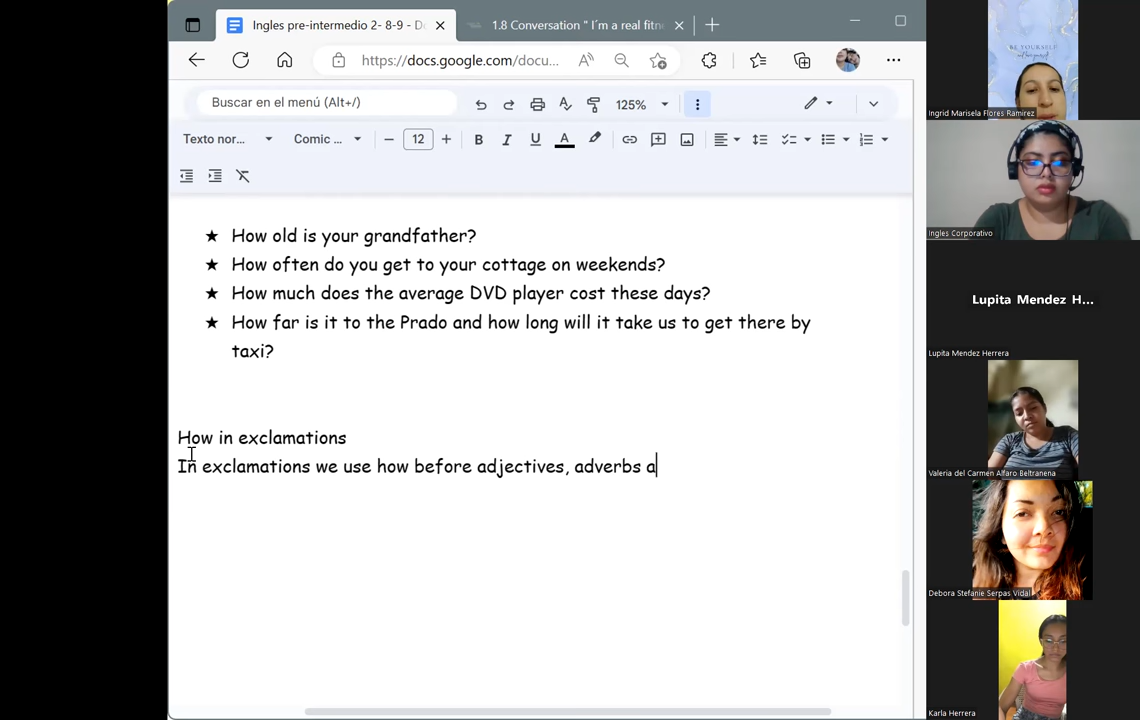 Ingles pre-intermedio 2- 8-9 - Do
1.8 Conversation " I´m a real fitn
https://docs.google.com/docu...
Buscar en el menú (Alt+/)
125%
Texto nor...
Comic ...
12
B I U A
★ How old is your grandfather?
★ How often do you get to your cottage on weekends?
★ How much does the average DVD player cost these days?
★ How far is it to the Prado and how long will it take us to get there by
taxi?
How in exclamations
In exclamations we use how before adjectives, adverbs a
BE YOURSELF
Ingrid Marisela Flores Ramirez
Ingles Corporativo
Lupita Mendez H...
Lupita Mendez Herrera
Valeria del Carmen Alfaro Beltranena
Debora Stefanie Serpas Vidal
Karla Herrera